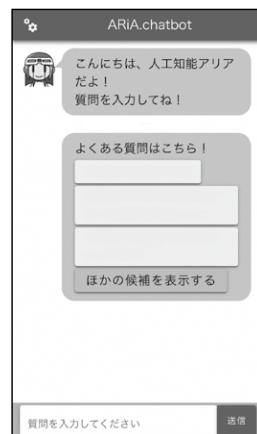 ARiA.chatbot
こんにちは、人工知能アリア
だよ！
質問を入力してね！
よくある質問はこちら！
ほかの候補を表示する
質問を入力してください
送信